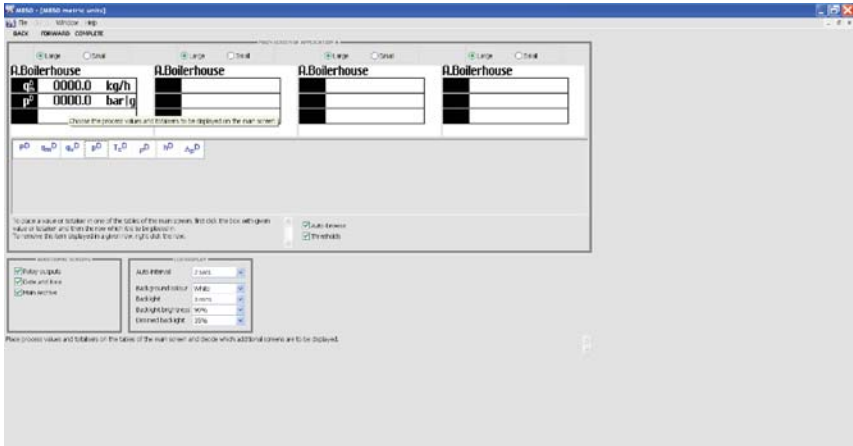 M850 - [M850 metric units]
File Window Help
BACK FORWARD COMPLETE
Large Small Large Small Large Small Large Small
A.Boilerhouse A.Boilerhouse A.Boilerhouse A.Boilerhouse
0000.0 kg/h
p 0000.0 bar|g
Choose the process values and totalizers to be displayed on the main screen
To place a value or totalizer in one of the tables of the main screen, first click the box with given
value or totalizer and then the row which it is to be placed in.
To remove the item displayed in a given row, right click the row.
Auto browse
Thresholds
Relay outputs
Date and time
Main archive
Auto interval 2 secs
Background colour White
Backlight
Backlight brightness 90%
Dimmed backlight 20%
Place process values and totalizers on the tables of the main screen and decide which additional screens are to be displayed.